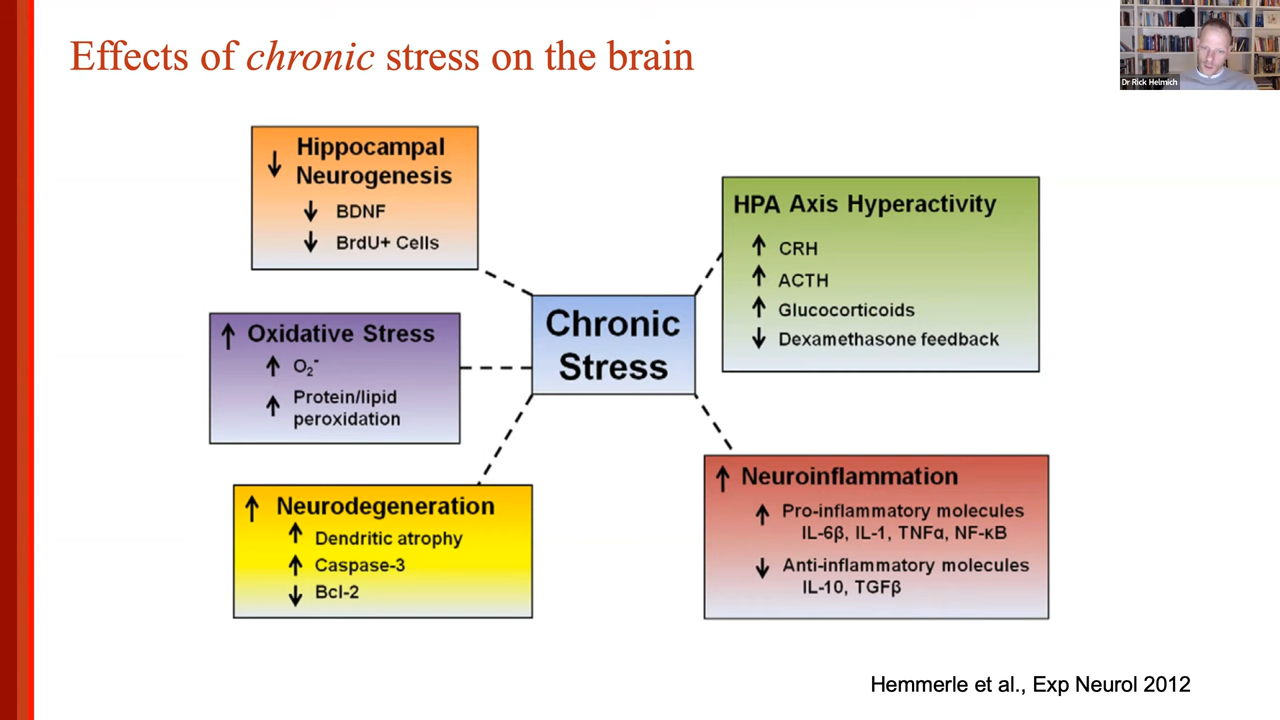 Effects of chronic stress on the brain
Dr Rick Helmich
↓ Hippocampal
Neurogenesis
↓ BDNF
↓ BrdU+ Cells
HPA Axis Hyperactivity
↑ CRH
↑ ACTH
↑ Glucocorticoids
↓ Dexamethasone feedback
Chronic
Stress
↑ Oxidative Stress
↑ O₂⁻
↑ Protein/lipid
peroxidation
↑ Neurodegeneration
↑ Dendritic atrophy
↑ Caspase-3
↓ Bcl-2
↑ Neuroinflammation
↑ Pro-inflammatory molecules
IL-6β, IL-1, TNFα, NF-κB
↓ Anti-inflammatory molecules
IL-10, TGFβ
Hemmerle et al., Exp Neurol 2012